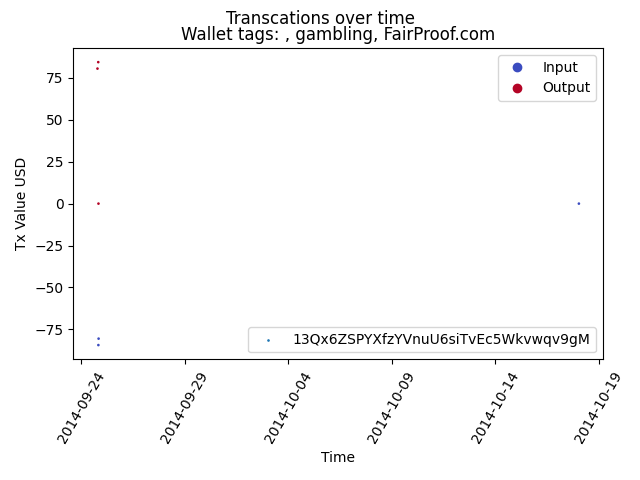 Transcations over time
Wallet tags: , gambling, FairProof.com
Input
Output
Tx Value USD
75
50
25
0
−25
−50
−75
13Qx6ZSPYXfzYVnuU6siTvEc5Wkvwqv9gM
2014-09-24
2014-09-29
2014-10-04
2014-10-09
2014-10-14
2014-10-19
Time